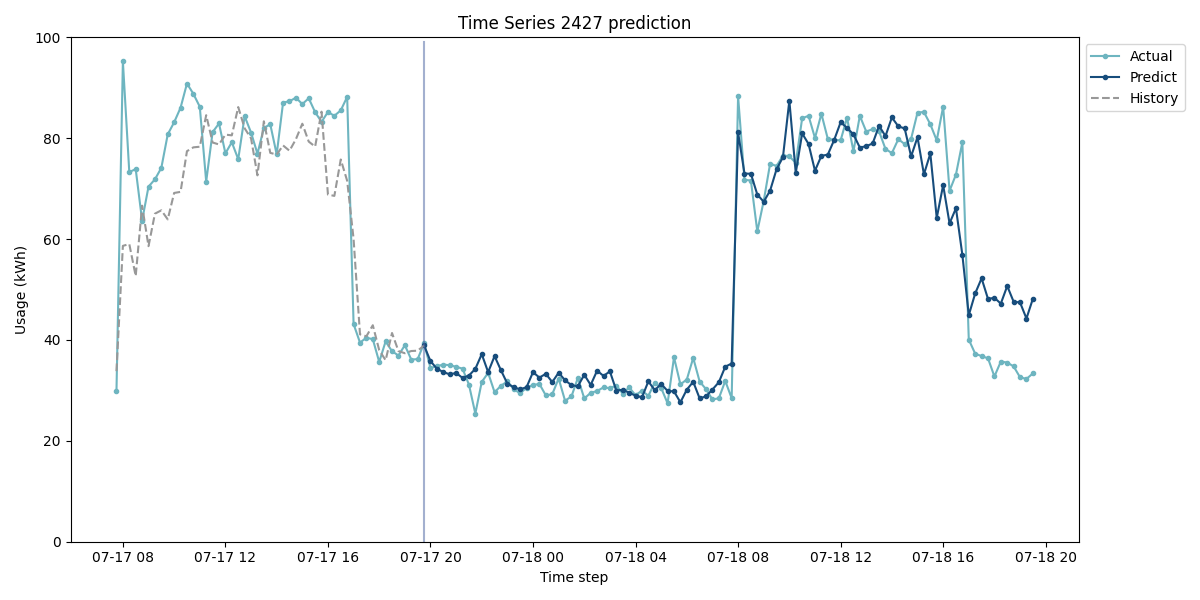 Time Series 2427 prediction
100
80
60
40
20
0
Usage (kWh)
07-17 08
07-17 12
07-17 16
07-17 20
07-18 00
07-18 04
07-18 08
07-18 12
07-18 16
07-18 20
Time step
Actual
Predict
History